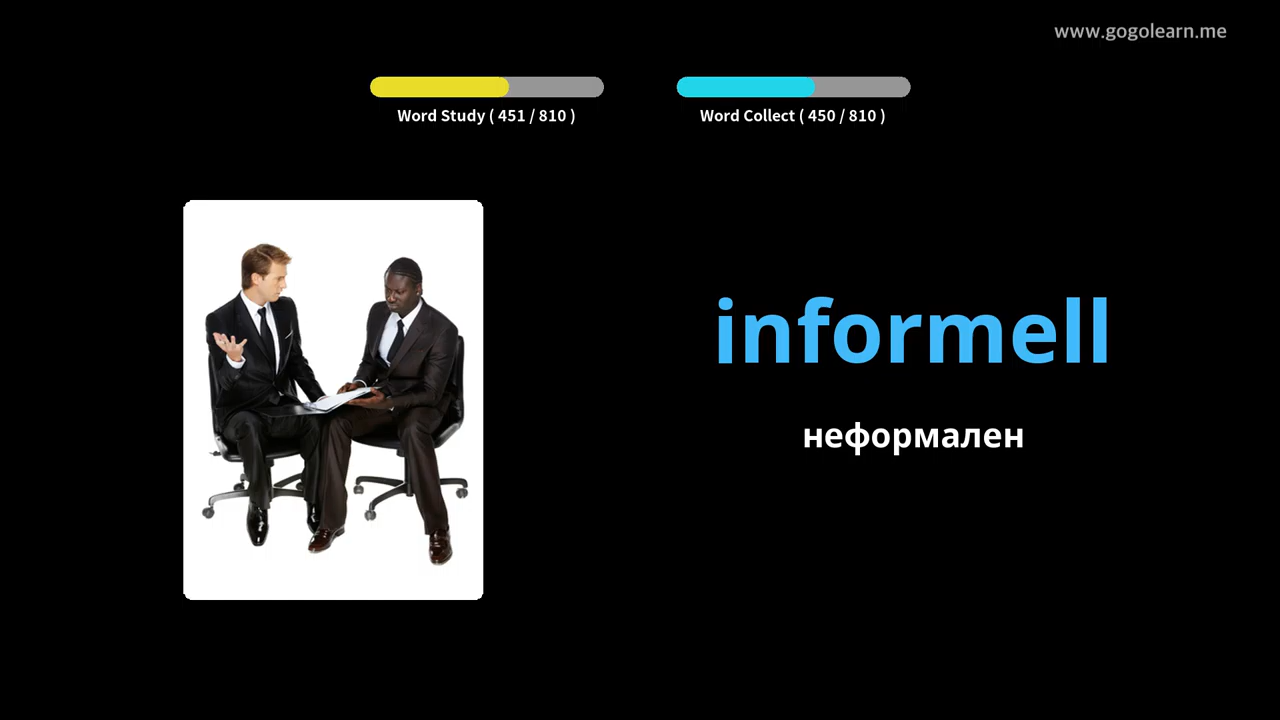 www.gogolearn.me
Word Study ( 451 / 810 )
Word Collect ( 450 / 810 )
informell
неформален